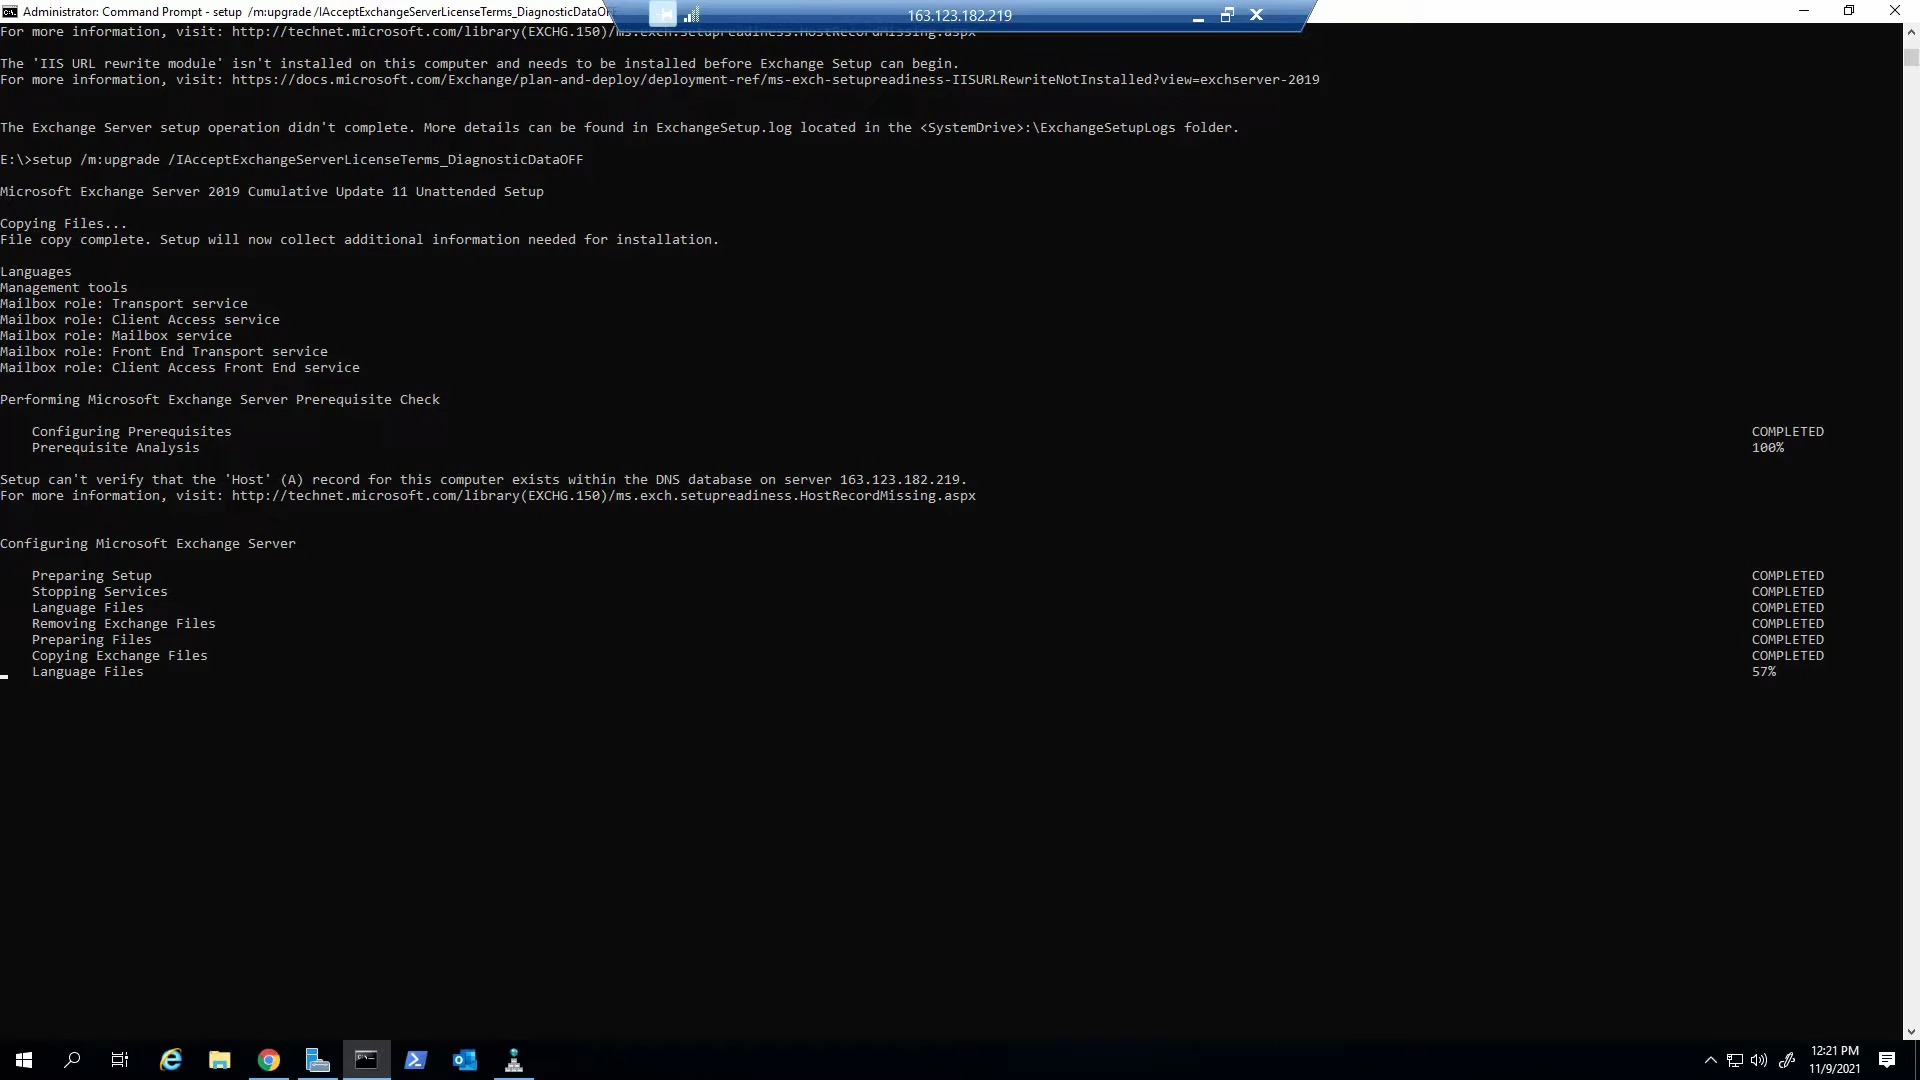 Administrator: Command Prompt - setup /m:upgrade /IAcceptExchangeServerLicenseTerms_DiagnosticDataOF
163.123.182.219
For more information, visit: http://technet.microsoft.com/library(EXCHG.150)/ms.exch.setupreadiness.HostRecordMissing.aspx
The 'IIS URL rewrite module' isn't installed on this computer and needs to be installed before Exchange Setup can begin.
For more information, visit: https://docs.microsoft.com/Exchange/plan-and-deploy/deployment-ref/ms-exch-setupreadiness-IISURLRewriteNotInstalled?view=exchserver-2019
The Exchange Server setup operation didn't complete. More details can be found in ExchangeSetup.log located in the <SystemDrive>:\ExchangeSetupLogs folder.
E:\>setup /m:upgrade /IAcceptExchangeServerLicenseTerms_DiagnosticDataOFF
Microsoft Exchange Server 2019 Cumulative Update 11 Unattended Setup
Copying Files...
File copy complete. Setup will now collect additional information needed for installation.
Languages
Management tools
Mailbox role: Transport service
Mailbox role: Client Access service
Mailbox role: Mailbox service
Mailbox role: Front End Transport service
Mailbox role: Client Access Front End service
Performing Microsoft Exchange Server Prerequisite Check
Configuring Prerequisites COMPLETED
Prerequisite Analysis 100%
Setup can't verify that the 'Host' (A) record for this computer exists within the DNS database on server 163.123.182.219.
For more information, visit: http://technet.microsoft.com/library(EXCHG.150)/ms.exch.setupreadiness.HostRecordMissing.aspx
Configuring Microsoft Exchange Server
Preparing Setup COMPLETED
Stopping Services COMPLETED
Language Files COMPLETED
Removing Exchange Files COMPLETED
Preparing Files COMPLETED
Copying Exchange Files COMPLETED
Language Files 57%
12:21 PM
11/9/2021